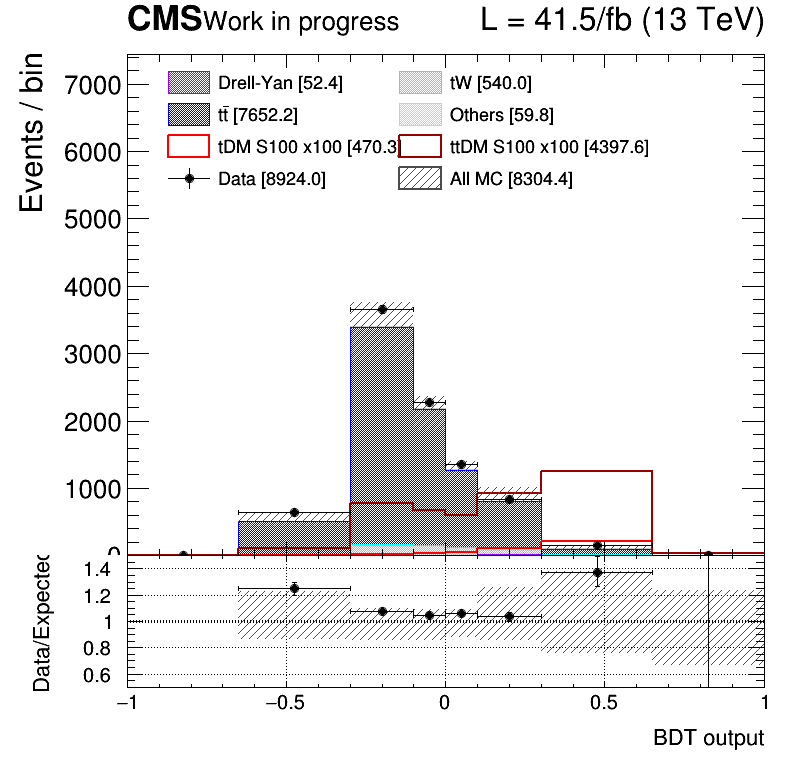 CMS Work in progress L = 41.5/fb (13 TeV)
Events / bin
7000
6000
5000
4000
3000
2000
1000
0
Drell-Yan [52.4] tW [540.0]
tt̄ [7652.2] Others [59.8]
tDM S100 x100 [470.3] ttDM S100 x100 [4397.6]
Data [8924.0] All MC [8304.4]
Data/Expected
1.4
1.2
1
0.8
0.6
−1 −0.5 0 0.5 1
BDT output